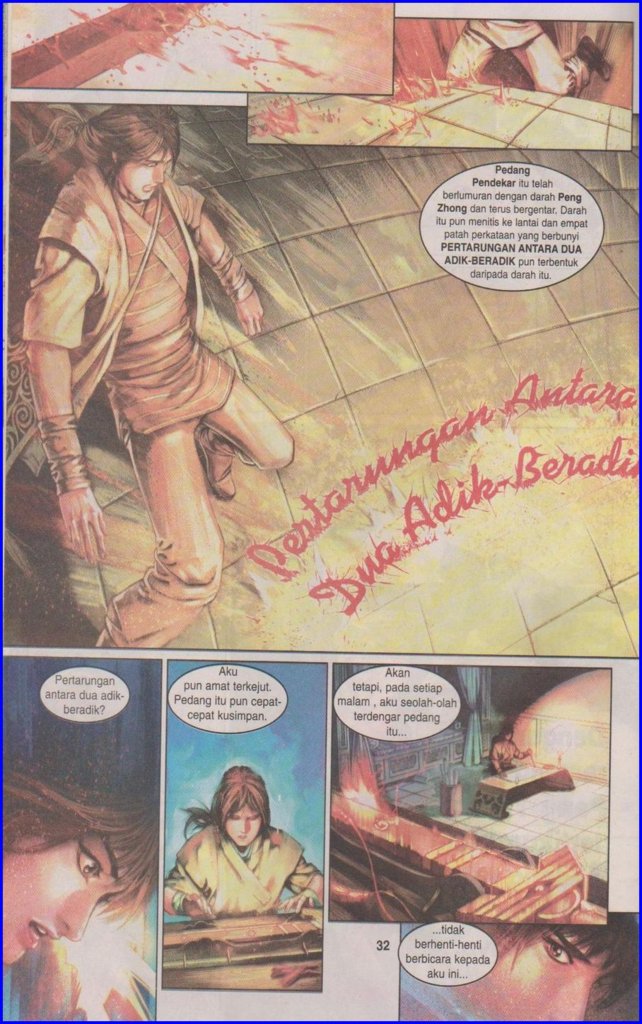 Pedang
Pendekar itu telah
berlumuran dengan darah Peng
Zhong dan terus bergentar. Darah
itu pun menitis ke lantai dan empat
patah perkataan yang berbunyi
PERTARUNGAN ANTARA DUA
ADIK-BERADIK pun terbentuk
daripada darah itu.
Pertarungan Antara
Dua Adik-Beradi
Pertarungan
antara dua adik-
beradik?
Aku
pun amat terkejut.
Pedang itu pun cepat-
cepat kusimpan.
Akan
tetapi, pada setiap
malam , aku seolah-olah
terdengar pedang
itu...
...tidak
berhenti-henti
berbicara kepada
aku ini...
32